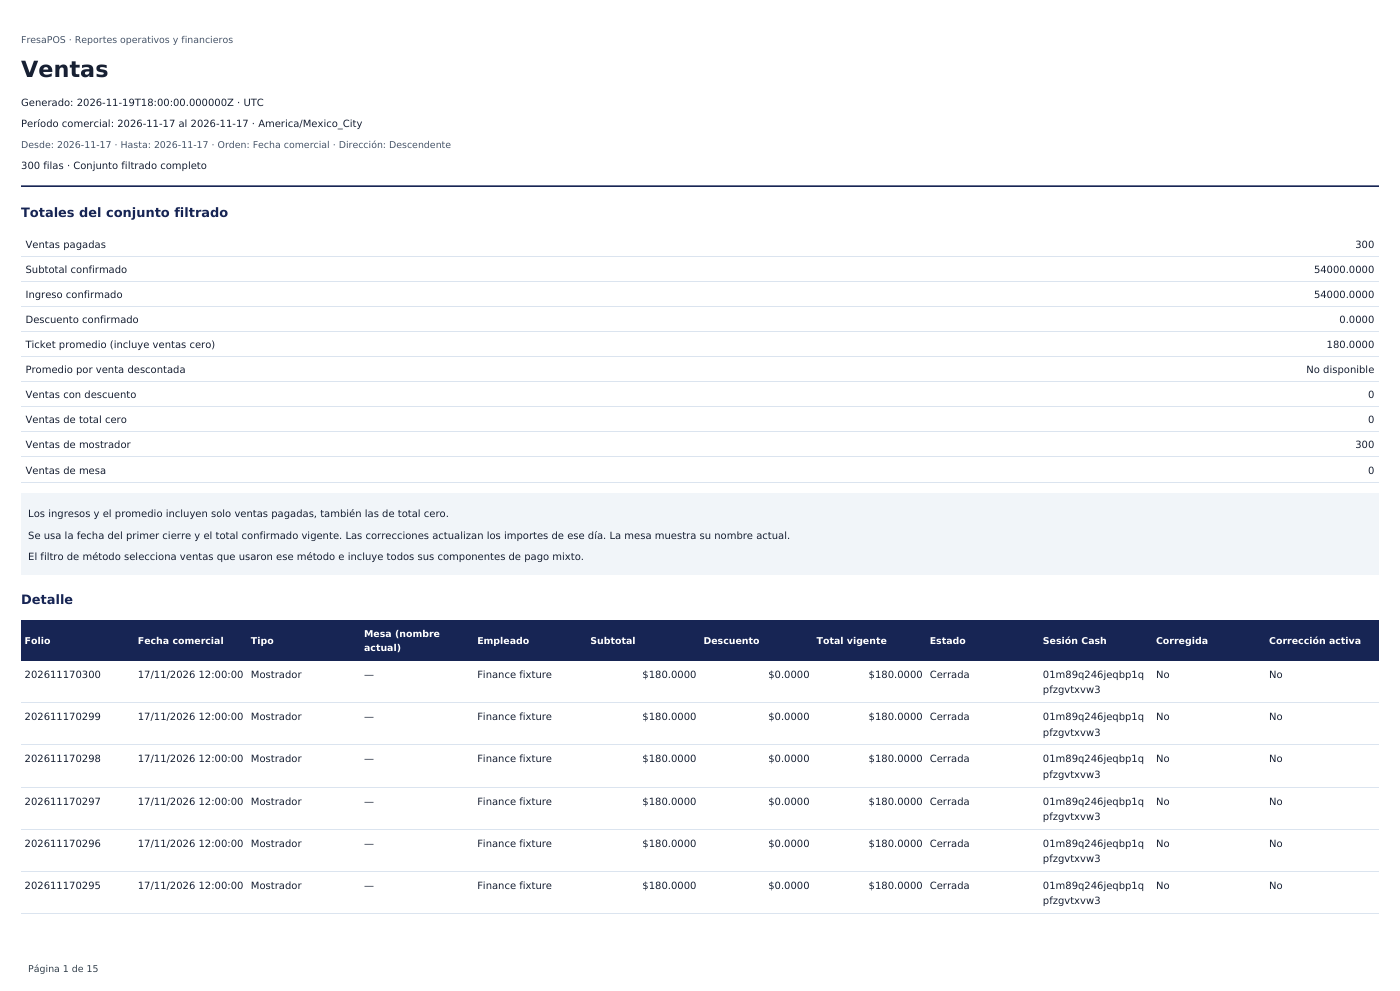 FresaPOS · Reportes operativos y financieros
Ventas
Generado: 2026-11-19T18:00:00.000000Z · UTC
Período comercial: 2026-11-17 al 2026-11-17 · America/Mexico_City
Desde: 2026-11-17 · Hasta: 2026-11-17 · Orden: Fecha comercial · Dirección: Descendente
300 filas · Conjunto filtrado completo
Totales del conjunto filtrado
Ventas pagadas 300
Subtotal confirmado 54000.0000
Ingreso confirmado 54000.0000
Descuento confirmado 0.0000
Ticket promedio (incluye ventas cero) 180.0000
Promedio por venta descontada No disponible
Ventas con descuento 0
Ventas de total cero 0
Ventas de mostrador 300
Ventas de mesa 0
Los ingresos y el promedio incluyen solo ventas pagadas, también las de total cero.
Se usa la fecha del primer cierre y el total confirmado vigente. Las correcciones actualizan los importes de ese día. La mesa muestra su nombre actual.
El filtro de método selecciona ventas que usaron ese método e incluye todos sus componentes de pago mixto.
Detalle
Folio Fecha comercial Tipo Mesa (nombre actual) Empleado Subtotal Descuento Total vigente Estado Sesión Cash Corregida Corrección activa
202611170300 17/11/2026 12:00:00 Mostrador — Finance fixture $180.0000 $0.0000 $180.0000 Cerrada 01m89q246jeqbp1q No No
pfzgvtxvw3
202611170299 17/11/2026 12:00:00 Mostrador — Finance fixture $180.0000 $0.0000 $180.0000 Cerrada 01m89q246jeqbp1q No No
pfzgvtxvw3
202611170298 17/11/2026 12:00:00 Mostrador — Finance fixture $180.0000 $0.0000 $180.0000 Cerrada 01m89q246jeqbp1q No No
pfzgvtxvw3
202611170297 17/11/2026 12:00:00 Mostrador — Finance fixture $180.0000 $0.0000 $180.0000 Cerrada 01m89q246jeqbp1q No No
pfzgvtxvw3
202611170296 17/11/2026 12:00:00 Mostrador — Finance fixture $180.0000 $0.0000 $180.0000 Cerrada 01m89q246jeqbp1q No No
pfzgvtxvw3
202611170295 17/11/2026 12:00:00 Mostrador — Finance fixture $180.0000 $0.0000 $180.0000 Cerrada 01m89q246jeqbp1q No No
pfzgvtxvw3
Página 1 de 15